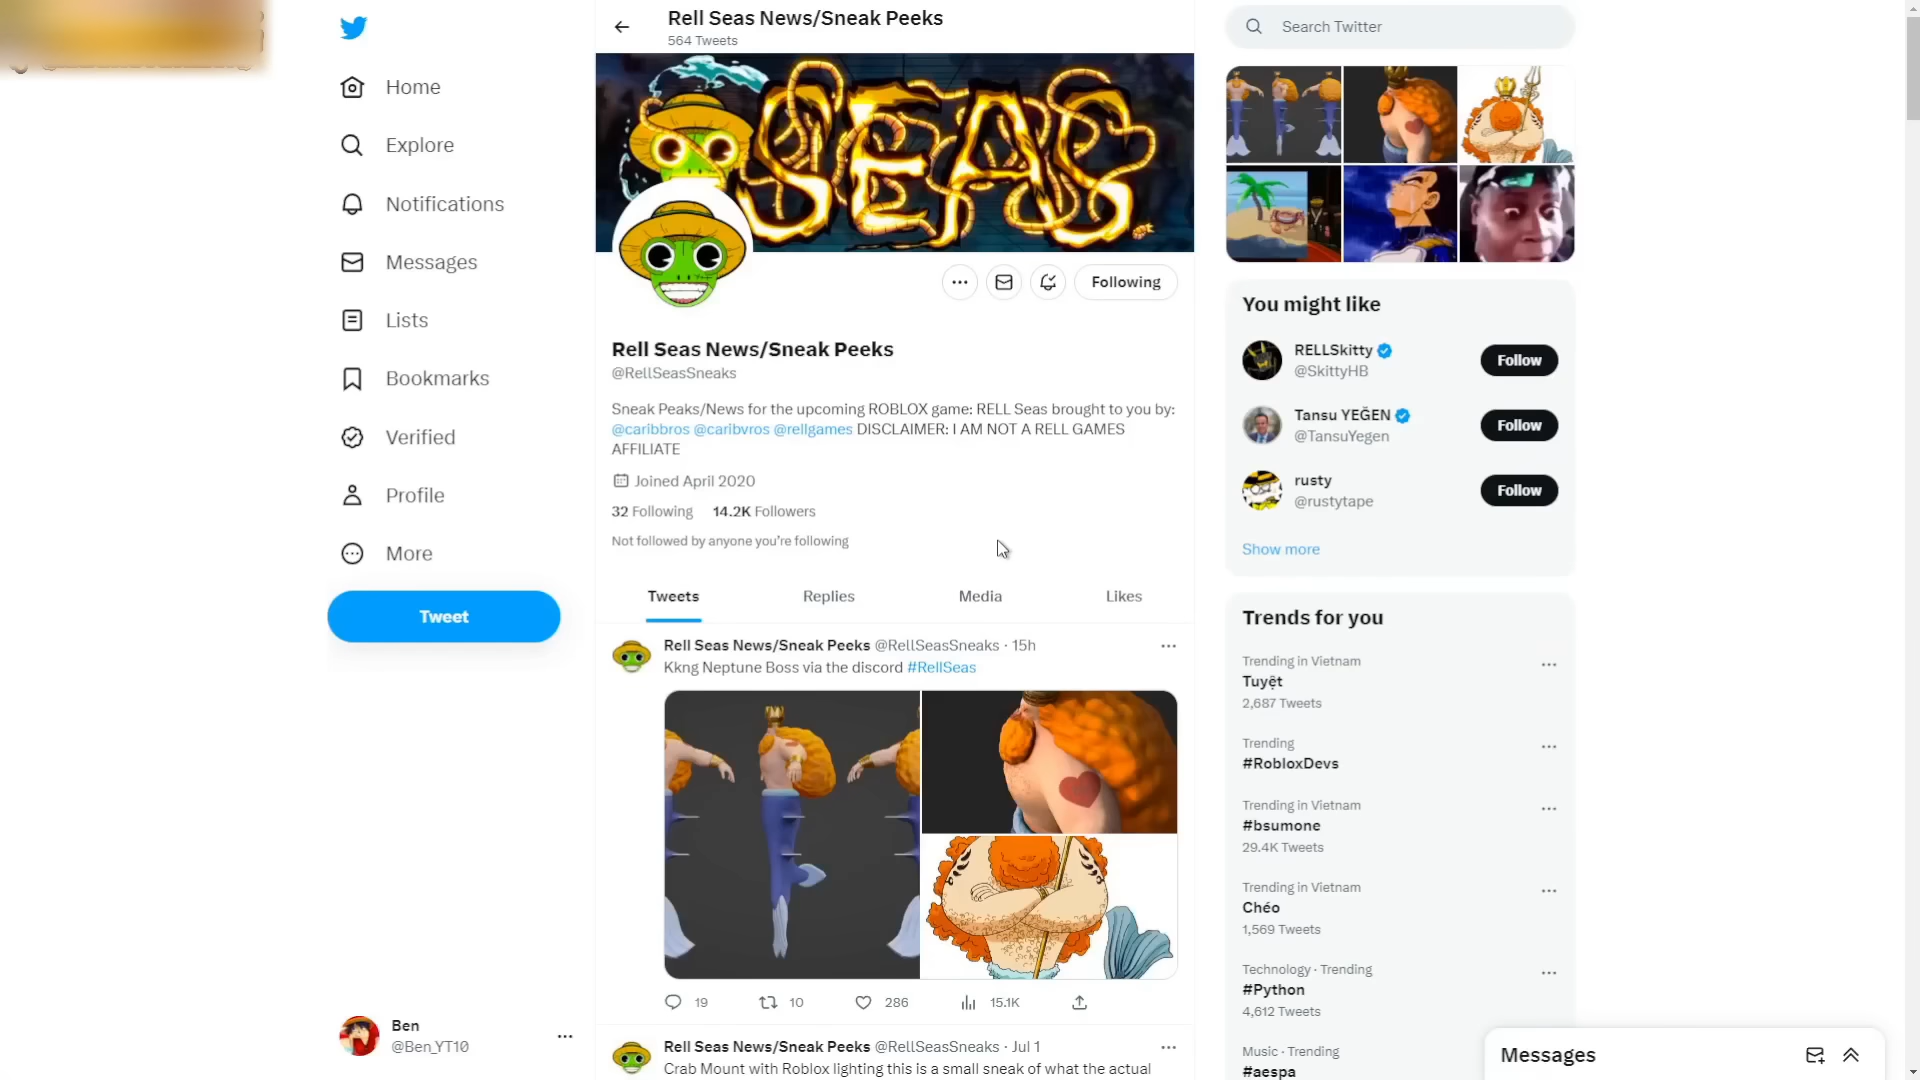 Rell Seas News/Sneak Peeks
564 Tweets
Search Twitter
Home
Explore
Notifications
Messages
Lists
Bookmarks
Verified
Profile
More
Tweet
Ben
@Ben_YT10
SEAS
Following
Rell Seas News/Sneak Peeks
@RellSeasSneaks
Sneak Peaks/News for the upcoming ROBLOX game: RELL Seas brought to you by:
@caribbros @caribvros @rellgames DISCLAIMER: I AM NOT A RELL GAMES
AFFILIATE
Joined April 2020
32 Following 14.2K Followers
Not followed by anyone you're following
Tweets Replies Media Likes
Rell Seas News/Sneak Peeks @RellSeasSneaks · 15h
Kkng Neptune Boss via the discord #RellSeas
19 10 286 15.1K
Rell Seas News/Sneak Peeks @RellSeasSneaks · Jul 1
Crab Mount with Roblox lighting this is a small sneak of what the actual
You might like
RELLSkitty
@SkittyHB
Follow
Tansu YEĞEN
@TansuYegen
Follow
rusty
@rustytape
Follow
Show more
Trends for you
Trending in Vietnam
Tuyệt
2,687 Tweets
Trending
#RobloxDevs
Trending in Vietnam
#bsumone
29.4K Tweets
Trending in Vietnam
Chéo
1,569 Tweets
Technology · Trending
#Python
4,612 Tweets
Music · Trending
#aespa
Messages